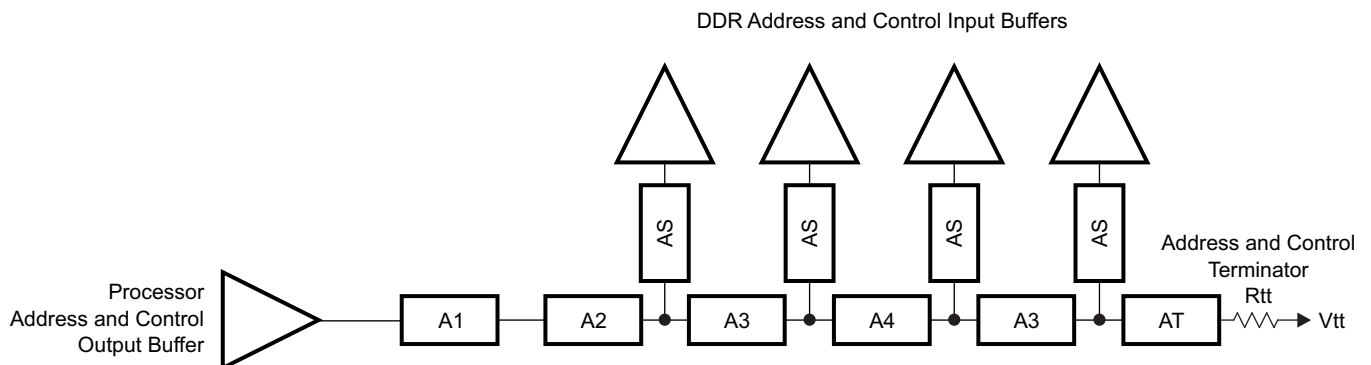 DDR Address and Control Input Buffers
AS
AS
AS
AS
Address and Control
Terminator
Rtt
Processor
Address and Control
Output Buffer
A1
A2
A3
A4
A3
AT
Vtt